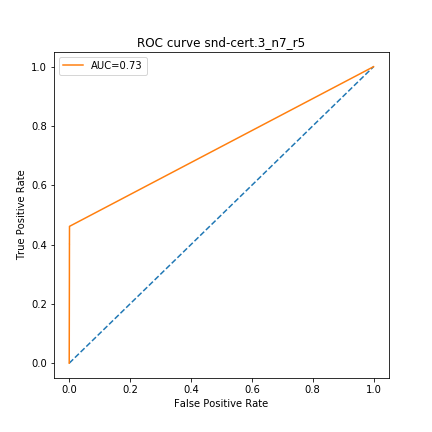 ROC curve snd-cert.3_n7_r5
AUC=0.73
True Positive Rate
1.0
0.8
0.6
0.4
0.2
0.0
0.0 0.2 0.4 0.6 0.8 1.0
False Positive Rate